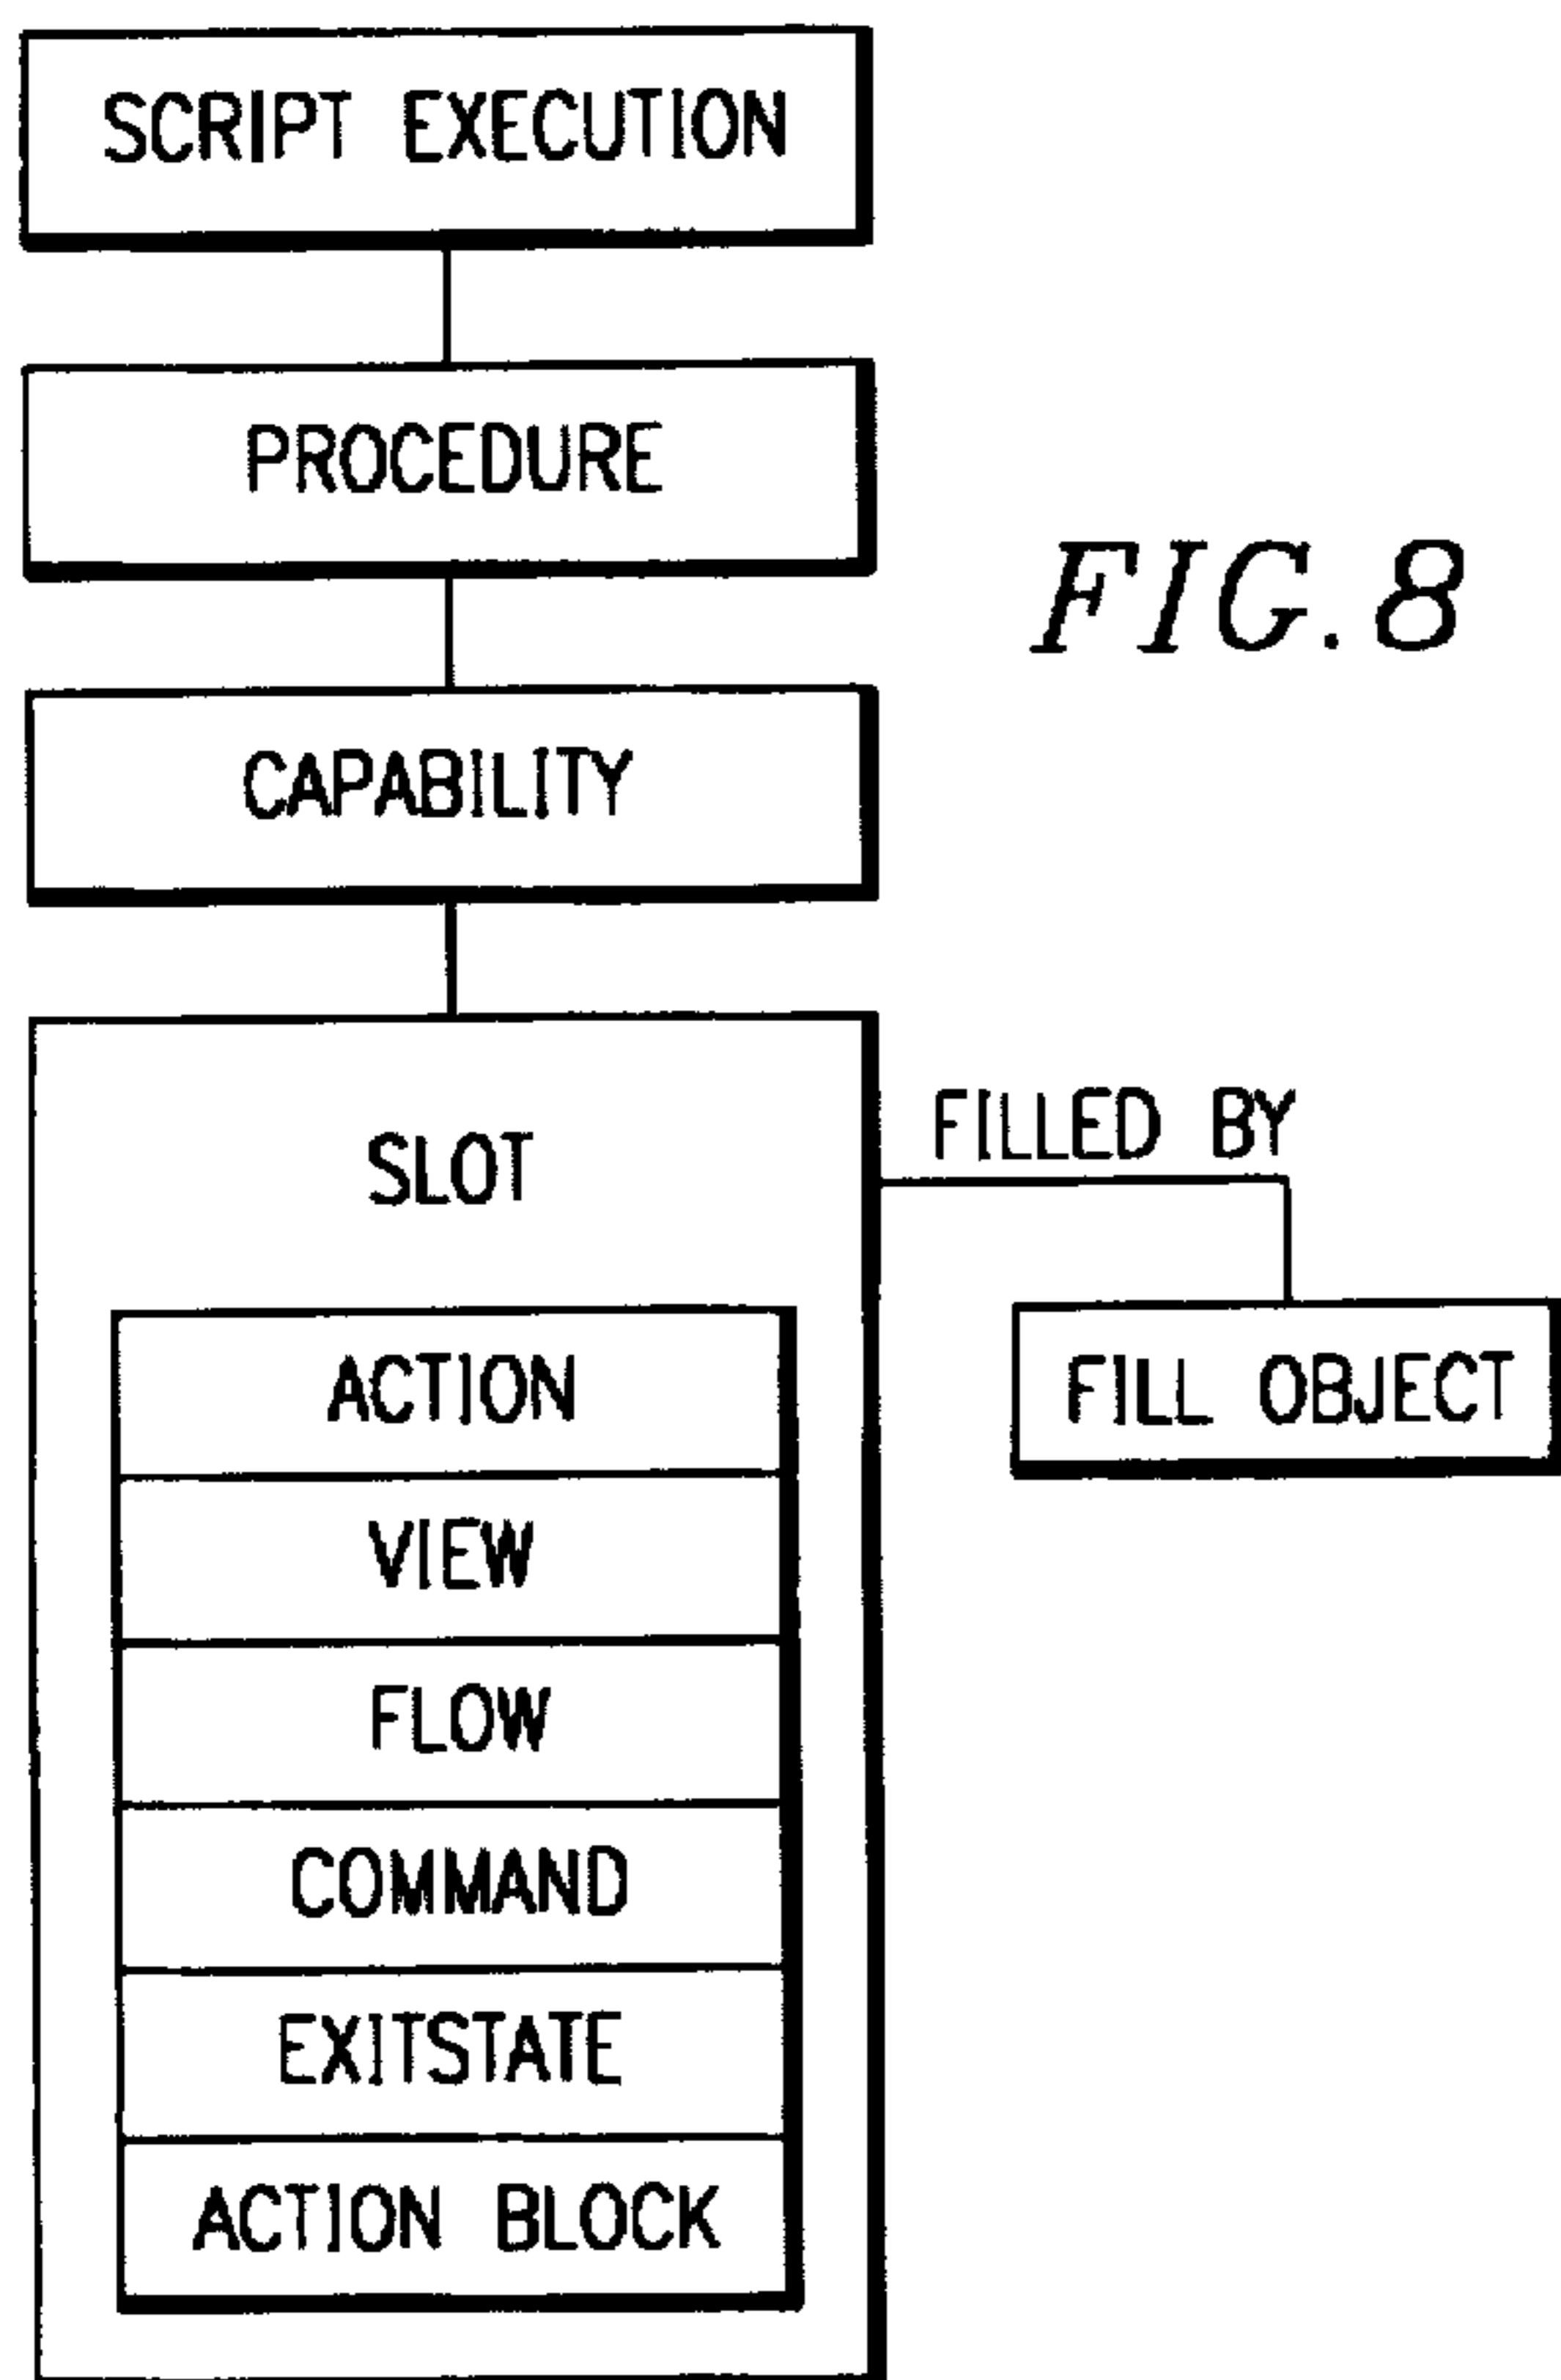 SCRIPT EXECUTION
PROCEDURE
FIG. 8
CAPABILITY
SLOT
FILLED BY
FILL OBJECT
ACTION
VIEW
FLOW
COMMAND
EXITSTATE
ACTION BLOCK